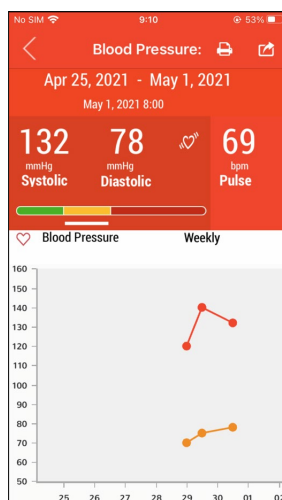 No SIM 9:10 53%
Blood Pressure:
Apr 25, 2021 - May 1, 2021
May 1, 2021 8:00
132 78 69
mmHg mmHg bpm
Systolic Diastolic Pulse
Blood Pressure Weekly
160
150
140
130
120
110
100
90
80
70
60
50
25 26 27 28 29 30 01 02